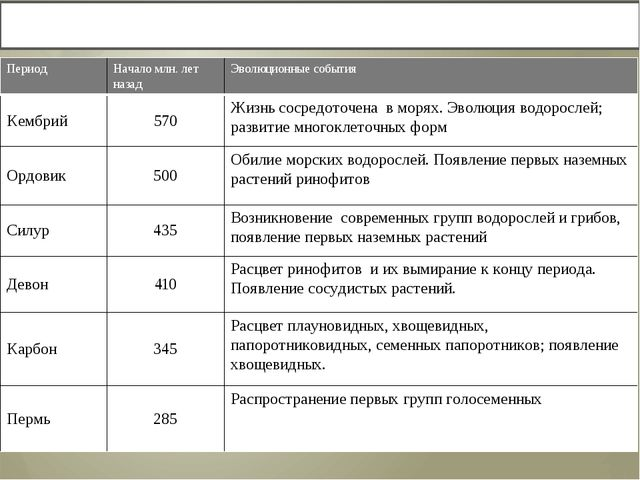 Период
Начало млн. лет
назад
Эволюционные события
Кембрий
570
Жизнь сосредоточена в морях. Эволюция водорослей;
развитие многоклеточных форм
Ордовик
500
Обилие морских водорослей. Появление первых наземных
растений ринофитов
Силур
435
Возникновение современных групп водорослей и грибов,
появление первых наземных растений
Девон
410
Расцвет ринофитов и их вымирание к концу периода.
Появление сосудистых растений.
Карбон
345
Расцвет плауновидных, хвощевидных,
папоротниковидных, семенных папоротников; появление
хвощевидных.
Пермь
285
Распространение первых групп голосеменных